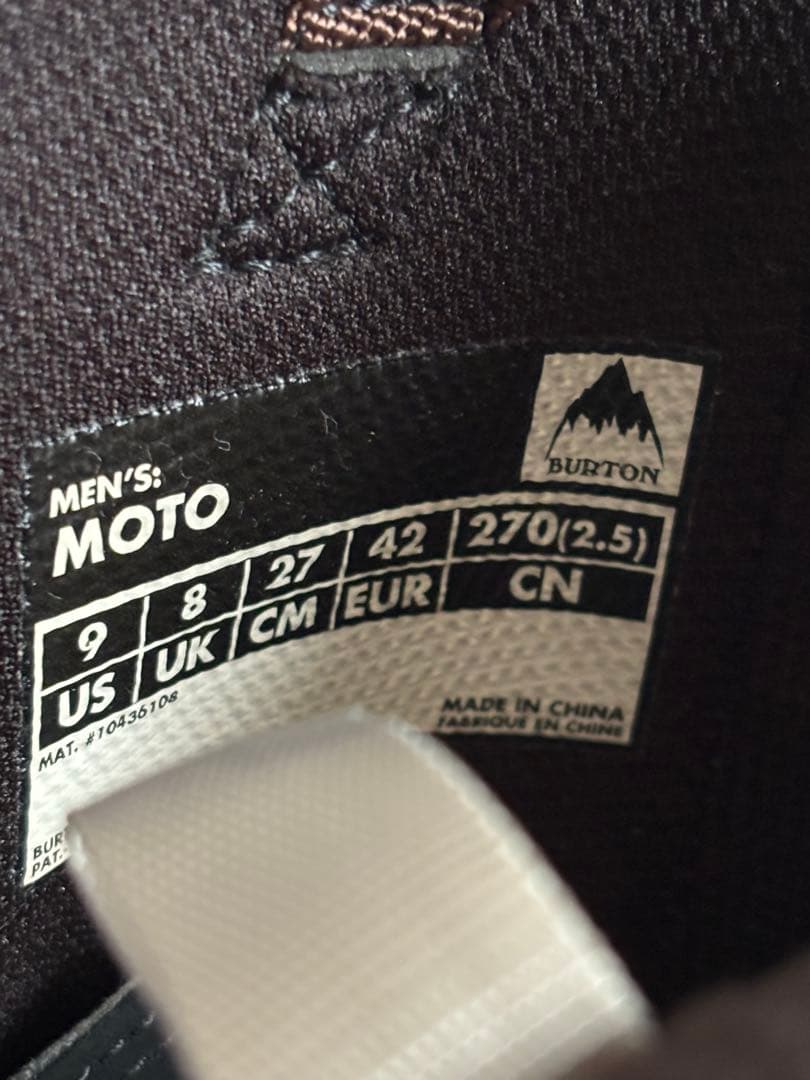 BURTON
MEN'S:
MOTO
9 8 27 42 270(2.5)
US UK CM EUR CN
MAT. #10436108
MADE IN CHINA
FABRIQUÉ EN CHINE
PAT.